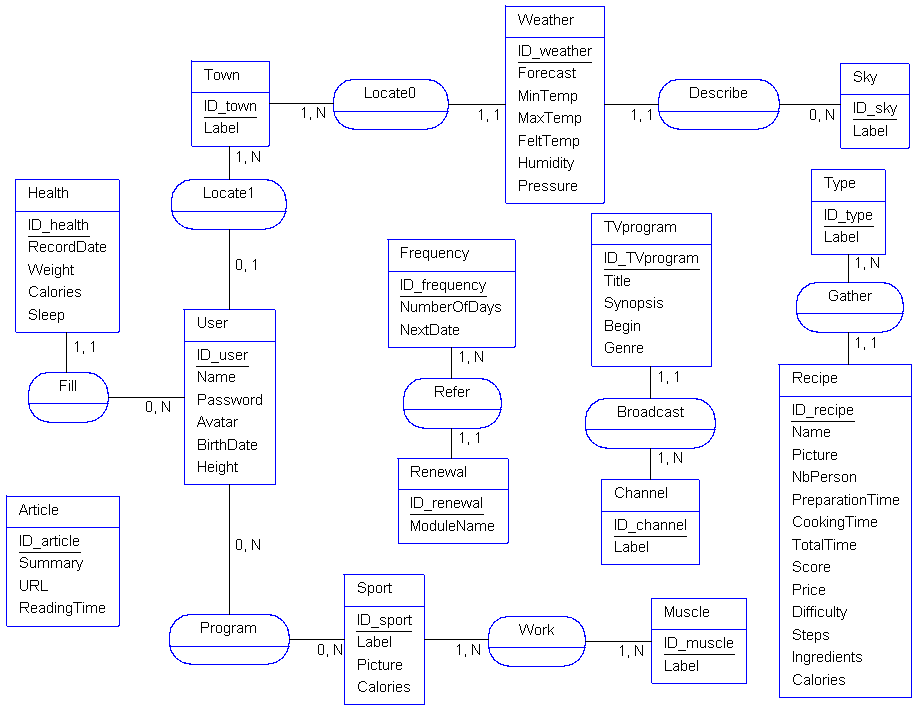 Weather
ID_weather
Forecast
MinTemp
MaxTemp
FeltTemp
Humidity
Pressure
Town
ID_town
Label
1, N
Locate0
1, 1
1, 1
Describe
0, N
Sky
ID_sky
Label
1, N
Locate1
0, 1
Health
ID_health
RecordDate
Weight
Calories
Sleep
1, 1
Fill
0, N
User
ID_user
Name
Password
Avatar
BirthDate
Height
0, N
Frequency
ID_frequency
NumberOfDays
NextDate
1, N
Refer
1, 1
Renewal
ID_renewal
ModuleName
TVprogram
ID_TVprogram
Title
Synopsis
Begin
Genre
1, 1
Broadcast
1, N
Channel
ID_channel
Label
Type
ID_type
Label
1, N
Gather
1, 1
Recipe
ID_recipe
Name
Picture
NbPerson
PreparationTime
CookingTime
TotalTime
Score
Price
Difficulty
Steps
Ingredients
Calories
Article
ID_article
Summary
URL
ReadingTime
Program
0, N
Sport
ID_sport
Label
Picture
Calories
1, N
Work
1, N
Muscle
ID_muscle
Label